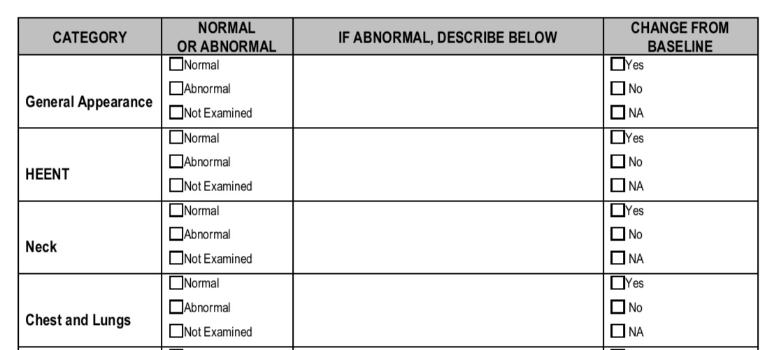 CATEGORY
NORMAL
OR ABNORMAL
IF ABNORMAL, DESCRIBE BELOW
CHANGE FROM
BASELINE
General Appearance
Normal
Abnormal
Not Examined
Yes
No
NA
HEENT
Normal
Abnormal
Not Examined
Yes
No
NA
Neck
Normal
Abnormal
Not Examined
Yes
No
NA
Chest and Lungs
Normal
Abnormal
Not Examined
Yes
No
NA